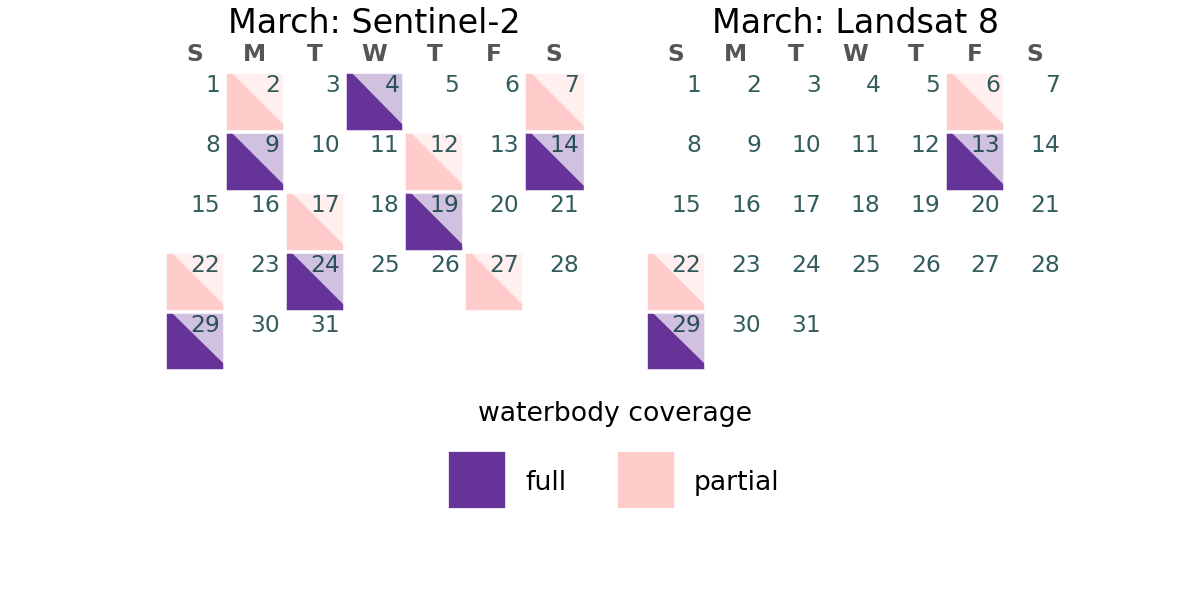 March: Sentinel-2
S M T W T F S
1 2 3 4 5 6 7
8 9 10 11 12 13 14
15 16 17 18 19 20 21
22 23 24 25 26 27 28
29 30 31
March: Landsat 8
S M T W T F S
1 2 3 4 5 6 7
8 9 10 11 12 13 14
15 16 17 18 19 20 21
22 23 24 25 26 27 28
29 30 31
waterbody coverage
full
partial